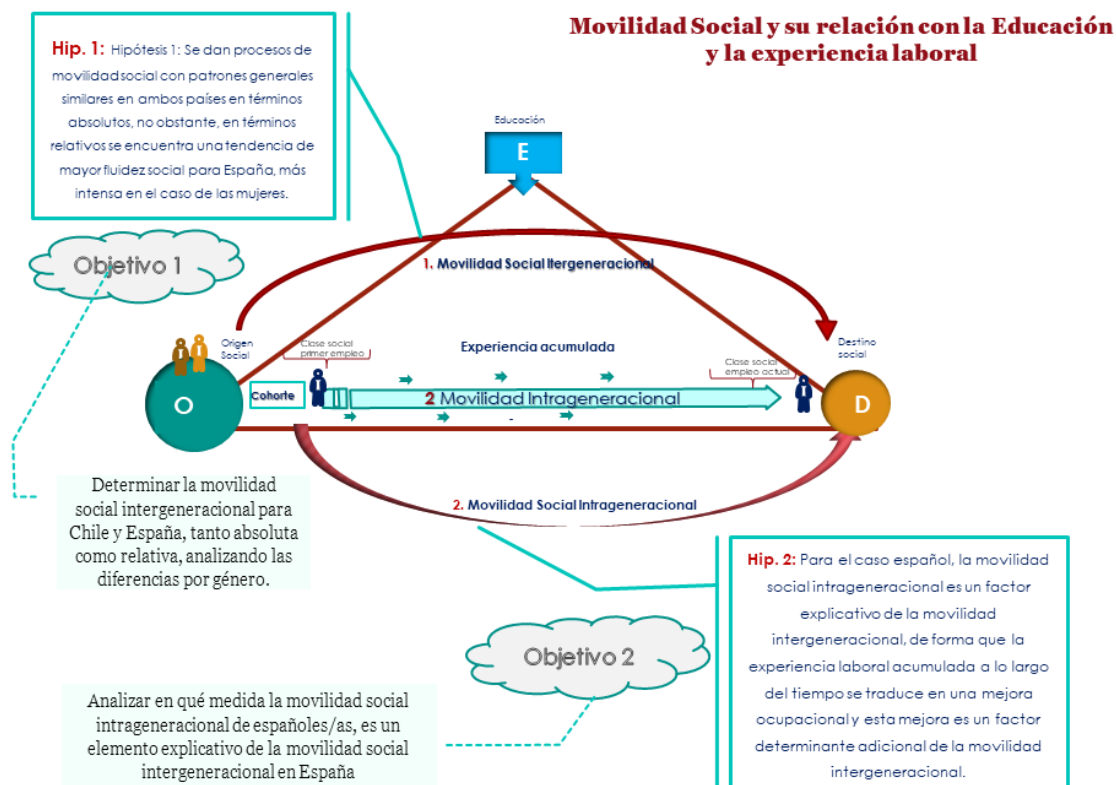 Movilidad Social y su relación con la Educación
y la experiencia laboral
Hip. 1: Hipótesis 1: Se dan procesos de
movilidad social con patrones generales
similares en ambos países en términos
absolutos, no obstante, en términos
relativos se encuentra una tendencia de
mayor fluidez social para España, más
intensa en el caso de las mujeres.
Educación
E
Objetivo 1
1. Movilidad Social Itergeneracional
Origen
Social
Clase social
primer empleo
Experiencia acumulada
Clase social
empleo actual
Destino
social
O
Cohorte
2 Movilidad Intrageneracional
D
-
2. Movilidad Social Intrageneracional
Determinar la movilidad
social intergeneracional para
Chile y España, tanto absoluta
como relativa, analizando las
diferencias por género.
Hip. 2: Para el caso español, la movilidad
social intrageneracional es un factor
explicativo de la movilidad
intergeneracional, de forma que la
experiencia laboral acumulada a lo largo
del tiempo se traduce en una mejora
ocupacional y esta mejora es un factor
determinante adicional de la movilidad
intergeneracional.
Objetivo 2
Analizar en qué medida la movilidad social
intrageneracional de españoles/as, es un
elemento explicativo de la movilidad social
intergeneracional en España